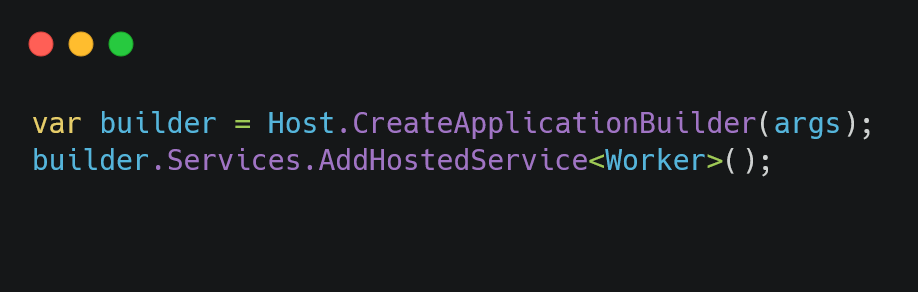 var builder = Host.CreateApplicationBuilder(args);
builder.Services.AddHostedService<Worker>();